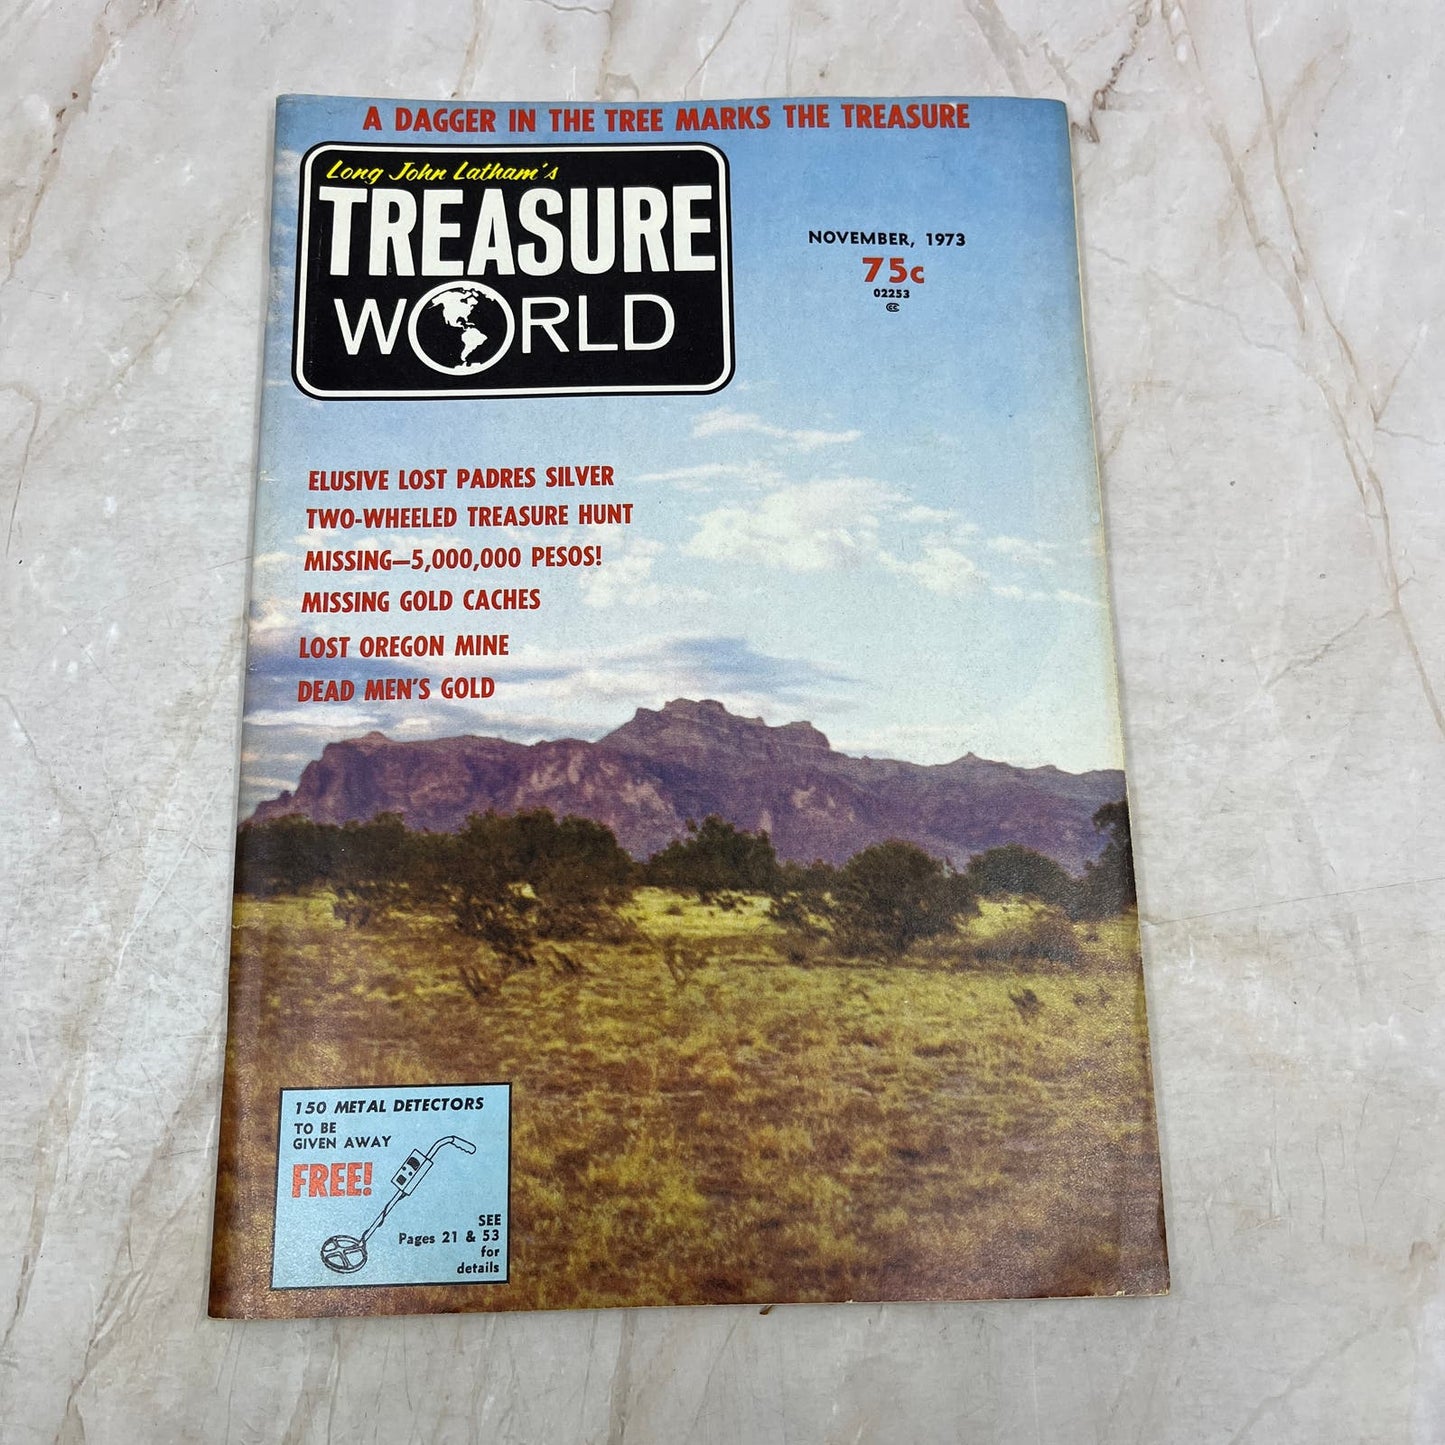 A DAGGER IN THE TREE MARKS THE TREASURE
Long John Latham's
TREASURE
WORLD
NOVEMBER, 1973
75c
02253
ELUSIVE LOST PADRES SILVER
TWO-WHEELED TREASURE HUNT
MISSING—5,000,000 PESOS!
MISSING GOLD CACHES
LOST OREGON MINE
DEAD MEN'S GOLD
150 METAL DETECTORS
TO BE
GIVEN AWAY
FREE!
SEE
Pages 21 & 53
for
details